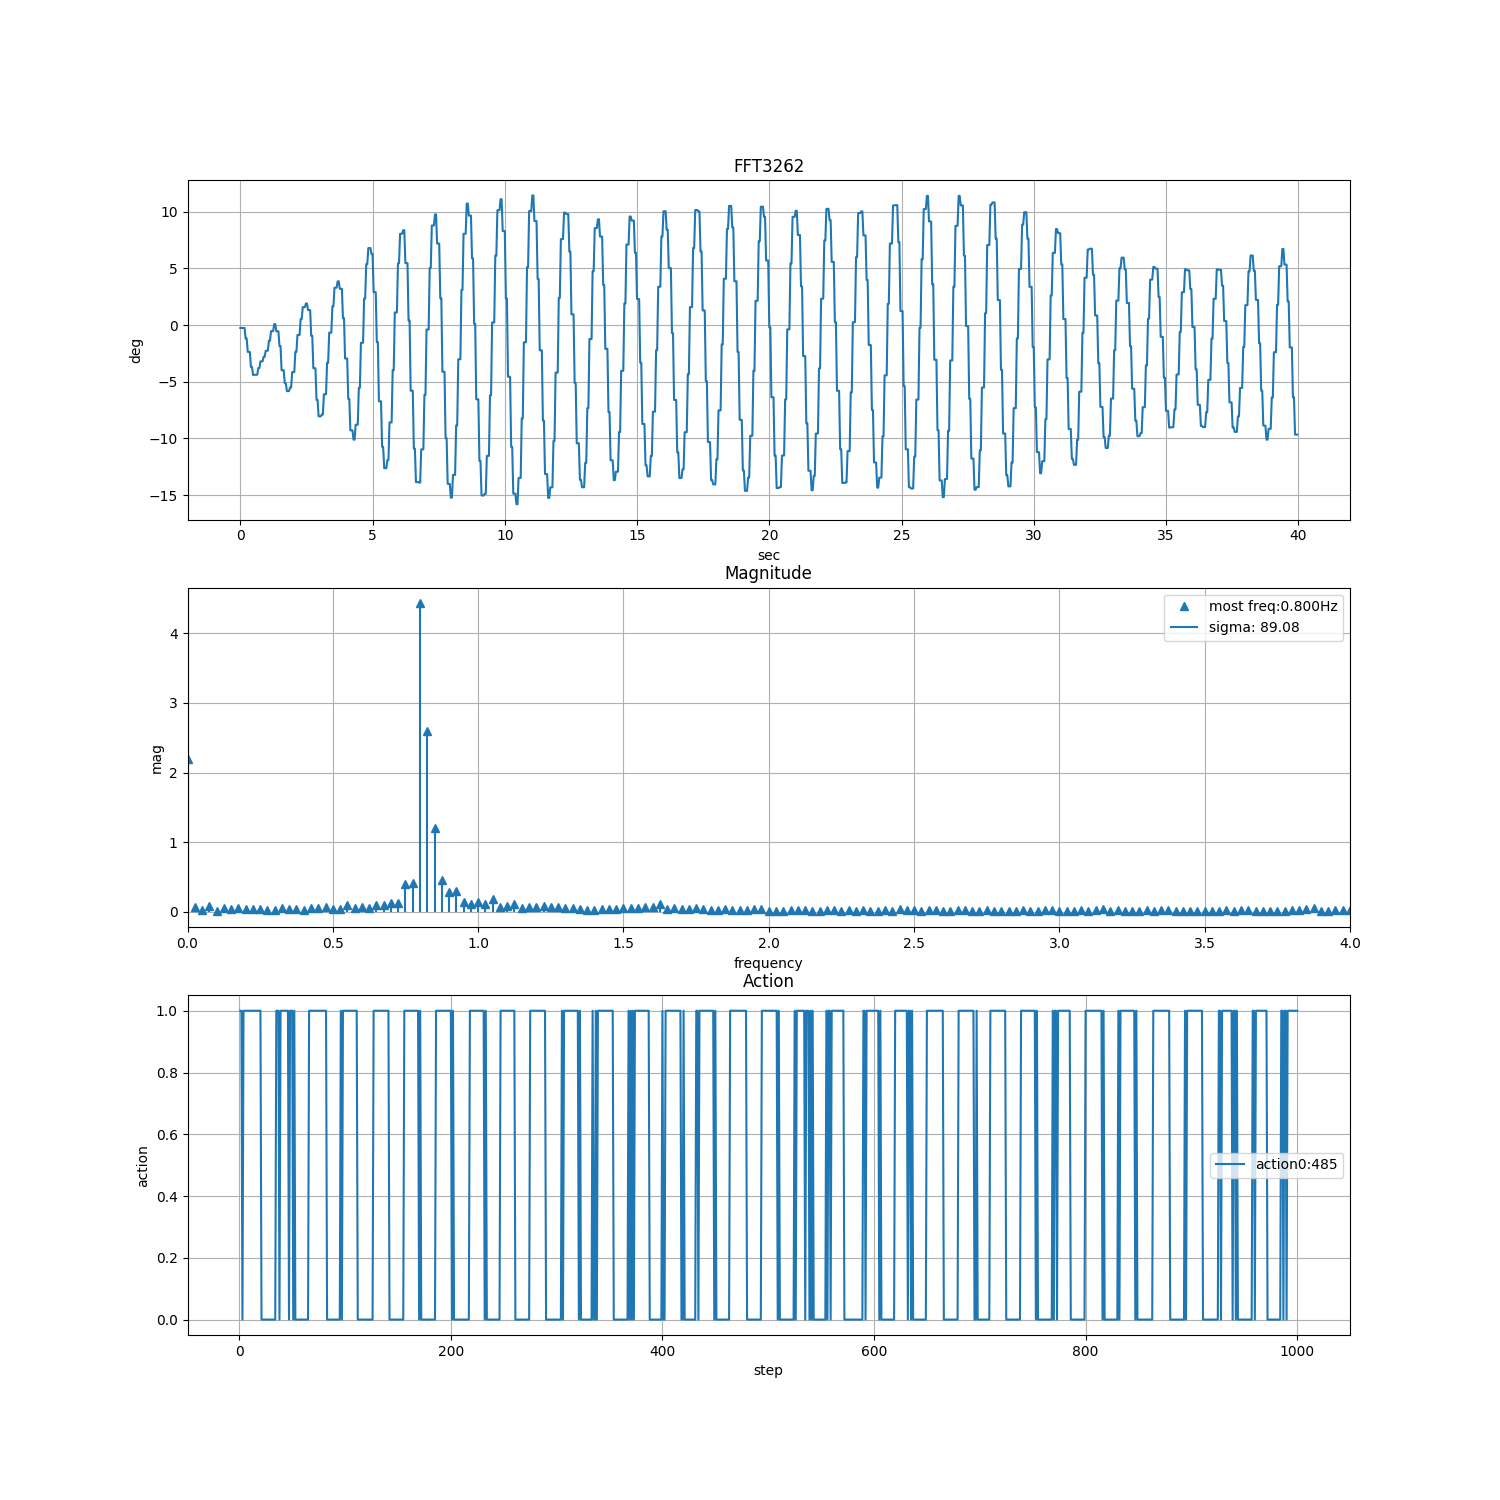 FFT3262
10
5
0
−5
−10
−15
deg
0 5 10 15 20 25 30 35 40
sec
Magnitude
most freq:0.800Hz
sigma: 89.08
4
3
2
1
0
mag
0.0 0.5 1.0 1.5 2.0 2.5 3.0 3.5 4.0
frequency
Action
1.0
0.8
0.6
0.4
0.2
0.0
action
action0:485
0 200 400 600 800 1000
step